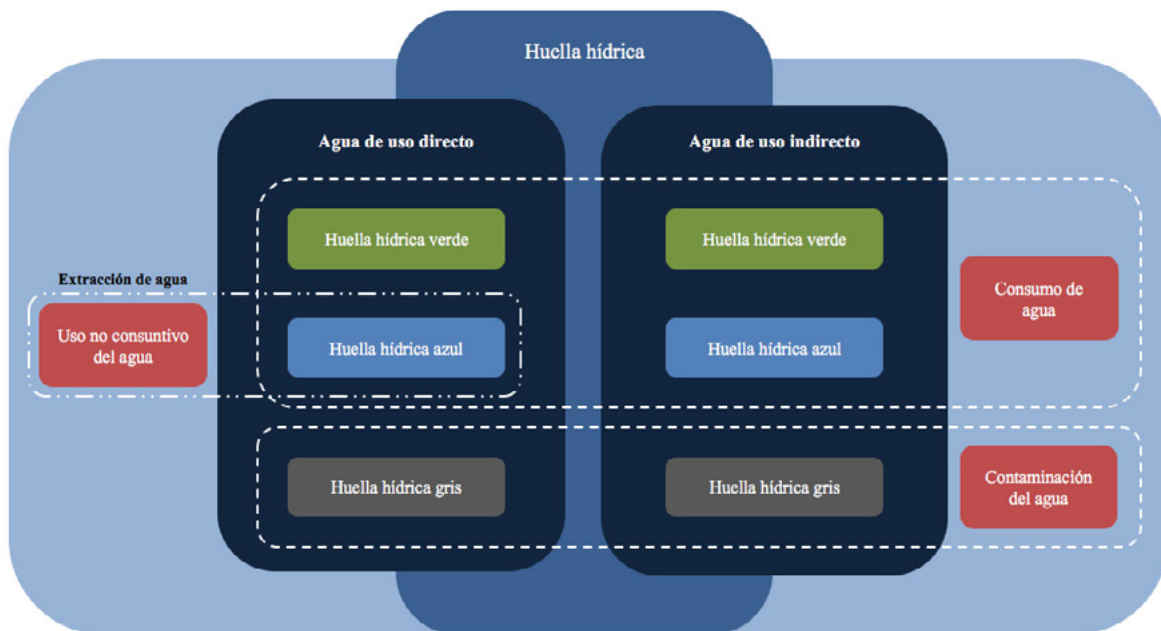 Huella hídrica
Agua de uso directo
Agua de uso indirecto
Huella hídrica verde
Huella hídrica verde
Extracción de agua
Uso no consuntivo
del agua
Huella hídrica azul
Huella hídrica azul
Consumo de
agua
Huella hídrica gris
Huella hídrica gris
Contaminación
del agua